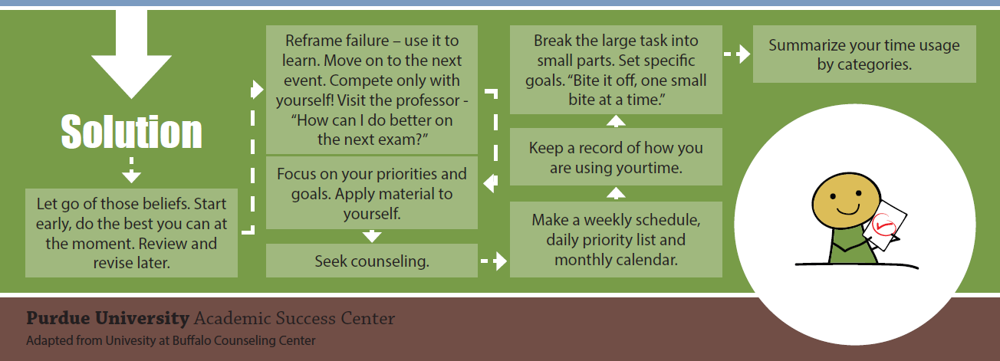 Solution
Let go of those beliefs. Start
early, do the best you can at
the moment. Review and
revise later.
Reframe failure – use it to
learn. Move on to the next
event. Compete only with
yourself! Visit the professor -
“How can I do better on
the next exam?”
Focus on your priorities and
goals. Apply material to
yourself.
Seek counseling.
Make a weekly schedule,
daily priority list and
monthly calendar.
Keep a record of how you
are using yourtime.
Break the large task into
small parts. Set specific
goals. “Bite it off, one small
bite at a time.”
Summarize your time usage
by categories.
Purdue University Academic Success Center
Adapted from Univesity at Buffalo Counseling Center